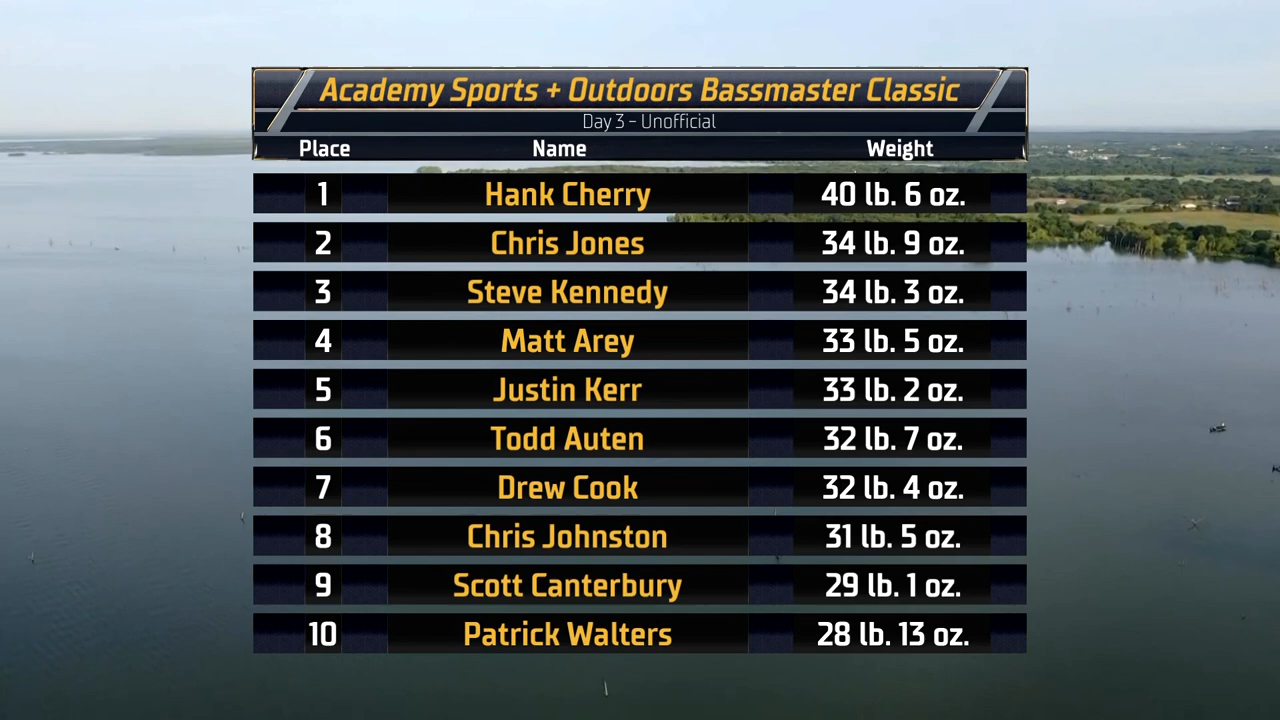 Academy Sports + Outdoors Bassmaster Classic
Day 3 - Unofficial
Place Name Weight
1 Hank Cherry 40 lb. 6 oz.
2 Chris Jones 34 lb. 9 oz.
3 Steve Kennedy 34 lb. 3 oz.
4 Matt Arey 33 lb. 5 oz.
5 Justin Kerr 33 lb. 2 oz.
6 Todd Auten 32 lb. 7 oz.
7 Drew Cook 32 lb. 4 oz.
8 Chris Johnston 31 lb. 5 oz.
9 Scott Canterbury 29 lb. 1 oz.
10 Patrick Walters 28 lb. 13 oz.